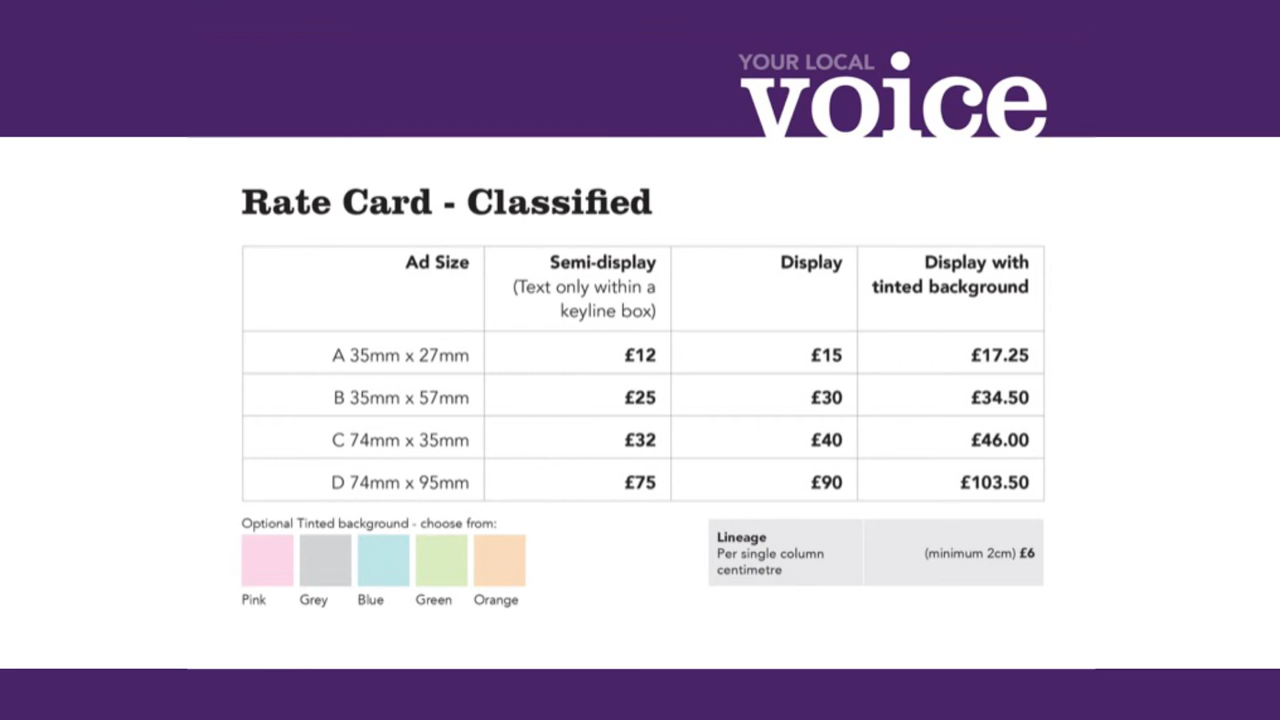 YOUR LOCAL
voice
Rate Card - Classified
Ad Size
Semi-display
(Text only within a
keyline box)
Display
Display with
tinted background
A 35mm x 27mm £12 £15 £17.25
B 35mm x 57mm £25 £30 £34.50
C 74mm x 35mm £32 £40 £46.00
D 74mm x 95mm £75 £90 £103.50
Optional Tinted background - choose from:
Pink Grey Blue Green Orange
Lineage
Per single column
centimetre
(minimum 2cm) £6